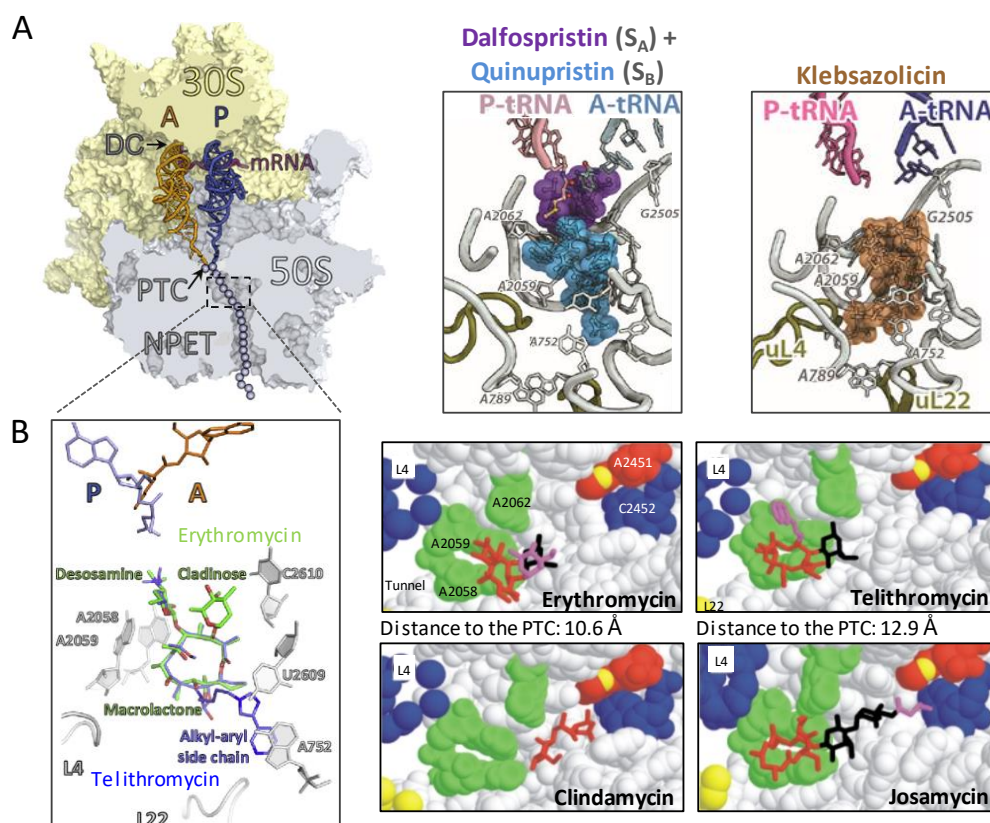 A
30S
A
P
DC
mRNA
50S
PTC
NPET
Dalfospristin (S_A) +
Quinupristin (S_B)
P-tRNA
A-tRNA
A2062
G2505
A2059
A752
A789
Klebsazolicin
P-tRNA
A-tRNA
G2505
A2062
A2059
uL4
A752
A789
uL22
B
P
A
Erythromycin
Desosamine
Cladinose
C2610
A2058
A2059
U2609
Macrolactone
Alkyl-aryl
side chain
A752
L4
Telithromycin
L22
L4
A2451
A2062
C2452
A2059
Tunnel
A2058
Erythromycin
Distance to the PTC: 10.6 Å
L4
L22
Telithromycin
Distance to the PTC: 12.9 Å
L4
Clindamycin
L4
Josamycin